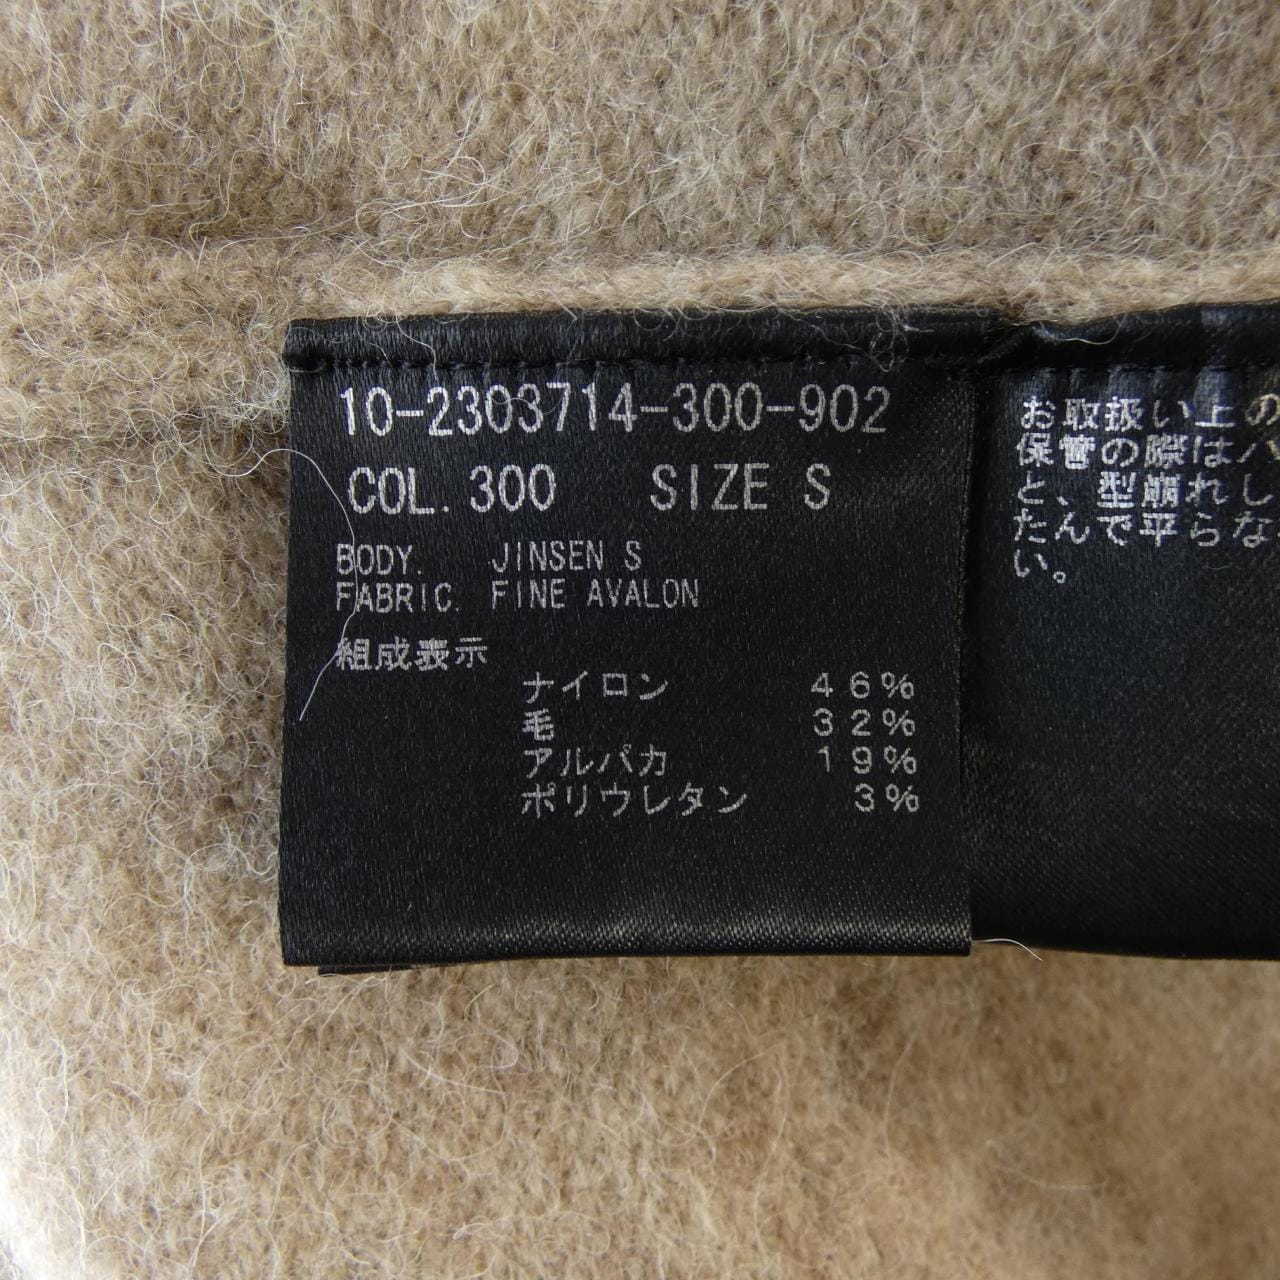 10-2303714-300-902
COL. 300 SIZE S
BODY. JINSEN S
FABRIC. FINE AVALON
組成表示
ナイロン 46%
毛 32%
アルパカ 19%
ポリウレタン 3%
お取扱い上の
保管の際はハ
と、型崩れし
たんで平らな
い。